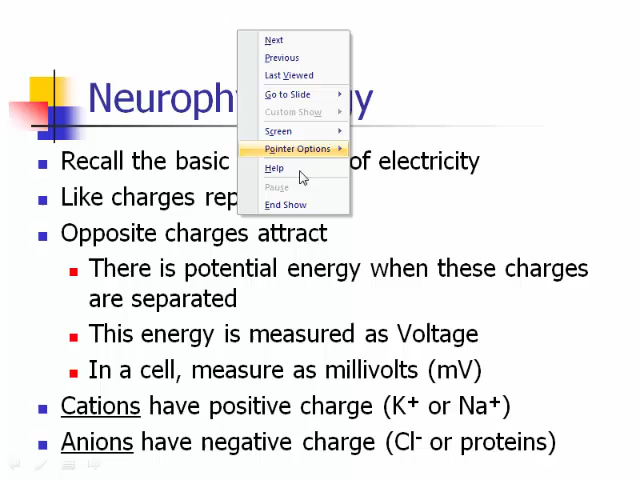 Neurophy gy
Recall the basic of electricity
Like charges rep
Opposite charges attract
There is potential energy when these charges
are separated
This energy is measured as Voltage
In a cell, measure as millivolts (mV)
Cations have positive charge (K⁺ or Na⁺)
Anions have negative charge (Cl⁻ or proteins)
Next
Previous
Last Viewed
Go to Slide
Custom Show
Screen
Pointer Options
Help
Pause
End Show